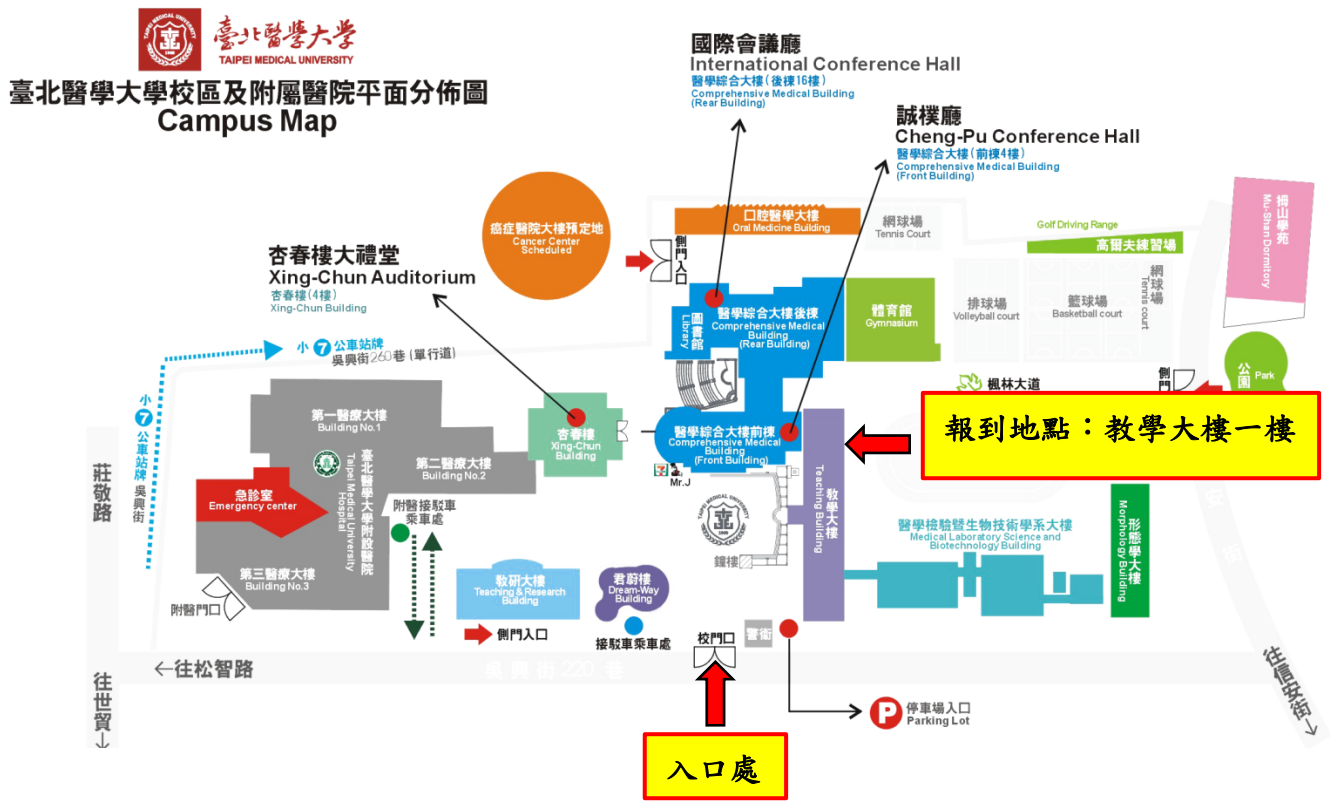 臺北醫學大學
TAIPEI MEDICAL UNIVERSITY
臺北醫學大學校區及附屬醫院平面分佈圖
Campus Map
國際會議廳
International Conference Hall
醫學綜合大樓(後棟16樓)
Comprehensive Medical Building
(Rear Building)
誠樸廳
Cheng-Pu Conference Hall
醫學綜合大樓(前棟4樓)
Comprehensive Medical Building
(Front Building)
杏春樓大禮堂
Xing-Chun Auditorium
杏春樓(4樓)
Xing-Chun Building
癌症醫院大樓預定地
Cancer Center
Scheduled
側門入口
口腔醫學大樓
Oral Medicine Building
網球場
Tennis Court
Golf Driving Range
高爾夫練習場
拇山學苑
Mu-Shan Dormitory
圖書館
Library
醫學綜合大樓後棟
Comprehensive Medical
Building
(Rear Building)
體育館
Gymnasium
排球場
Volleyball court
籃球場
Basketball court
網球場
Tennis court
公園
Park
側門
楓林大道
小7公車站牌
吳興街260巷(單行道)
小7公車站牌 吳興街
莊敬路
往世貿↓
第一醫療大樓
Building No.1
第二醫療大樓
Building No.2
臺北醫學大學附設醫院
Taipei Medical University
Hospital
急診室
Emergency center
第三醫療大樓
Building No.3
附醫門口
附醫接駁車
乘車處
杏春樓
Xing-Chun
Building
醫學綜合大樓前棟
Comprehensive Medical
Building
(Front Building)
7
Mr.J
TAIPEI MEDICAL UNIVERSITY
鐘樓
教學大樓
Teaching Building
報到地點：教學大樓一樓
醫學檢驗暨生物技術學系大樓
Medical Laboratory Science and
Biotechnology Building
形態學大樓
Morphology Building
教研大樓
Teaching & Research
Building
君蔚樓
Dream-Way
Building
側門入口
接駁車乘車處
校門口
警衛
←往松智路
吳興街220巷
安
街
往信安街↓
P
停車場入口
Parking Lot
入口處